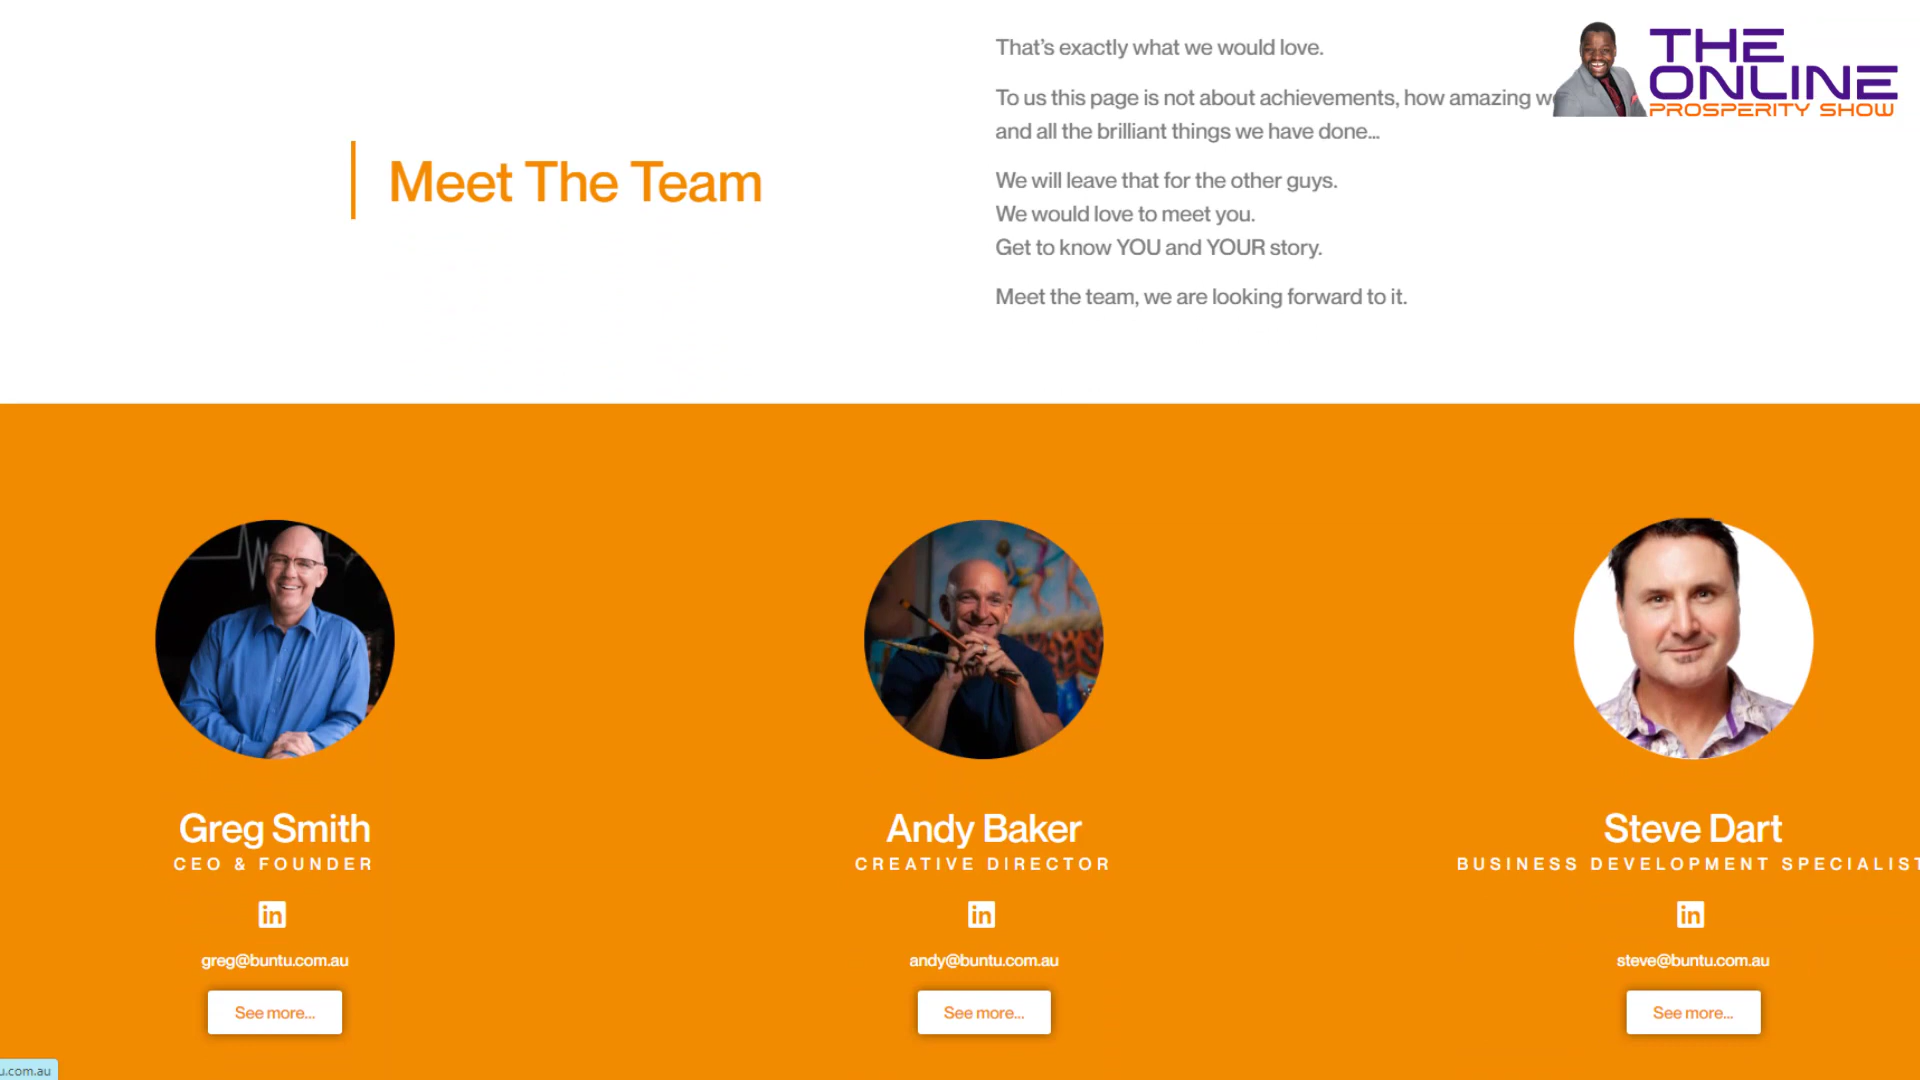 That's exactly what we would love.
To us this page is not about achievements, how amazing
and all the brilliant things we have done...
We will leave that for the other guys.
We would love to meet you.
Get to know YOU and YOUR story.
Meet the team, we are looking forward to it.
THE
ONLINE
PROSPERITY SHOW
Meet The Team
Greg Smith
CEO & FOUNDER
in
greg@buntu.com.au
See more...
Andy Baker
CREATIVE DIRECTOR
in
andy@buntu.com.au
See more...
Steve Dart
BUSINESS DEVELOPMENT SPECIALIST
in
steve@buntu.com.au
See more...
u.com.au